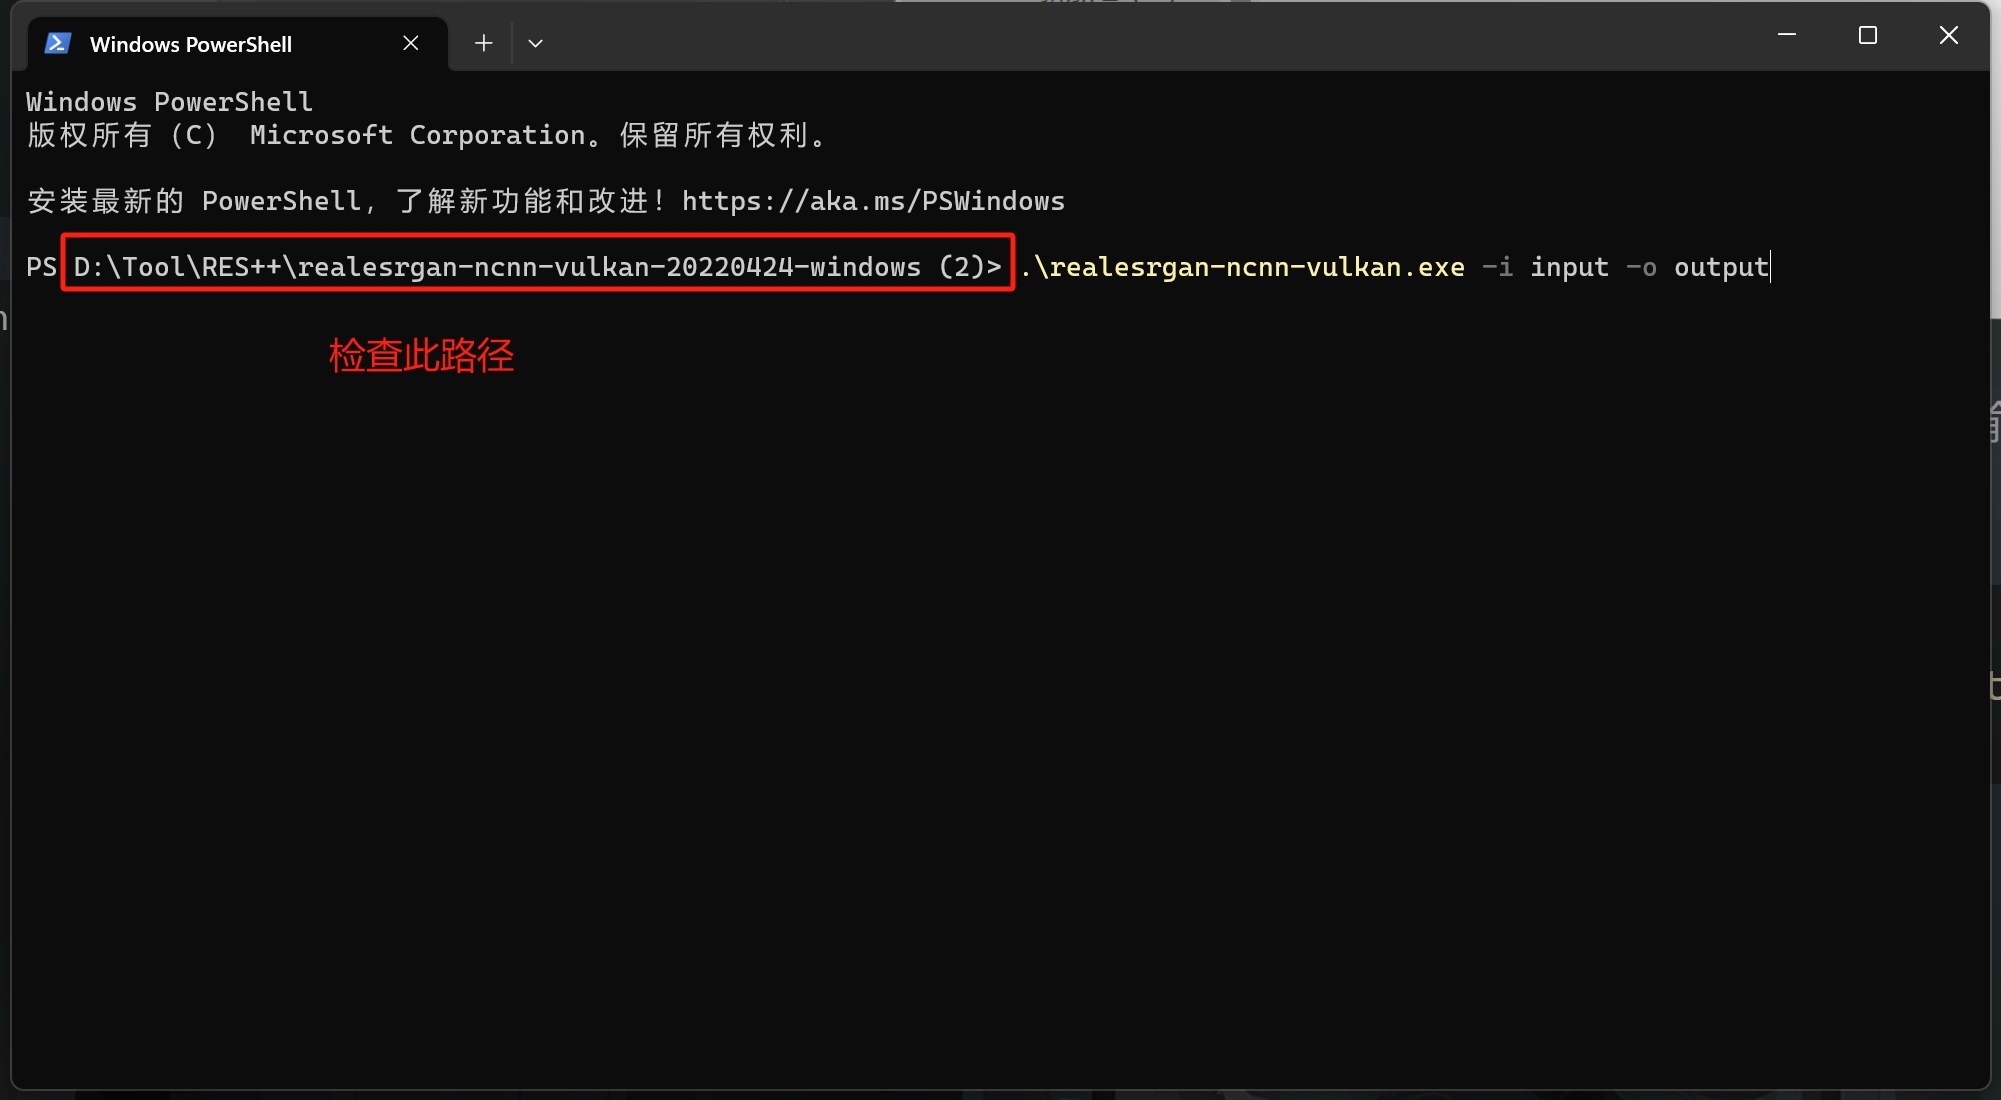 Windows PowerShell
Windows PowerShell
版权所有（C） Microsoft Corporation。保留所有权利。
安装最新的 PowerShell，了解新功能和改进！https://aka.ms/PSWindows
PS D:\Tool\RES++\realesrgan-ncnn-vulkan-20220424-windows (2)> .\realesrgan-ncnn-vulkan.exe -i input -o output
检查此路径